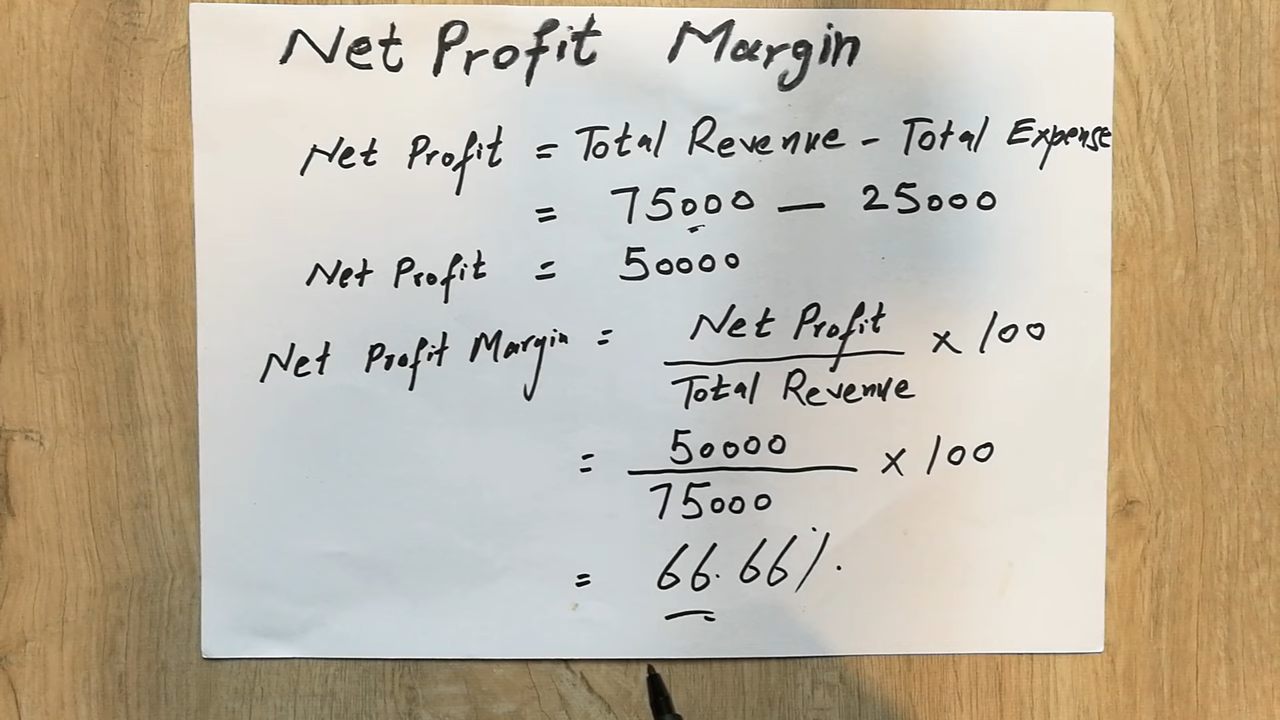 Net Profit Margin
Net Profit = Total Revenue - Total Expense
= 75000 — 25000
Net Profit = 50000
Net Profit Margin = Net Profit / Total Revenue × 100
= 50000 / 75000 × 100
= 66.66%